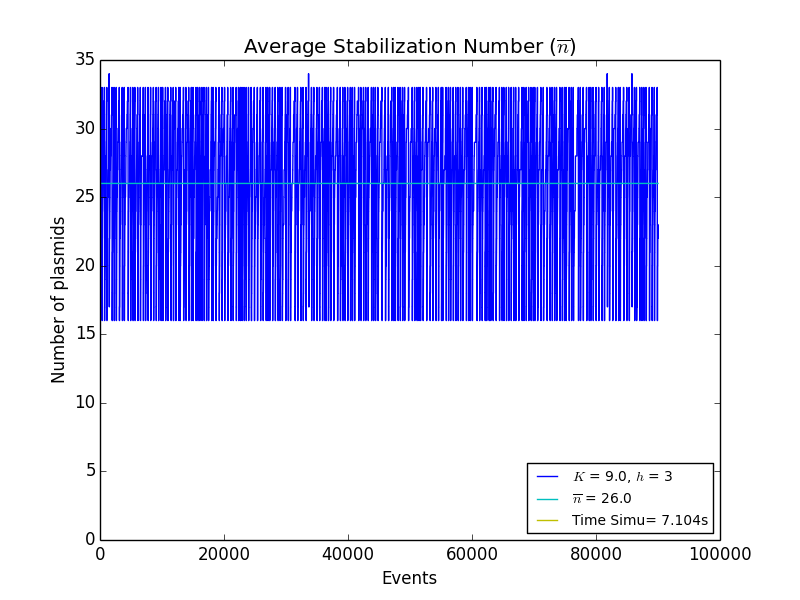 Average Stabilization Number (n̅)
35
30
25
20
15
10
5
0
Number of plasmids
K = 9.0, h = 3
n̅ = 26.0
Time Simu= 7.104s
0 20000 40000 60000 80000 100000
Events